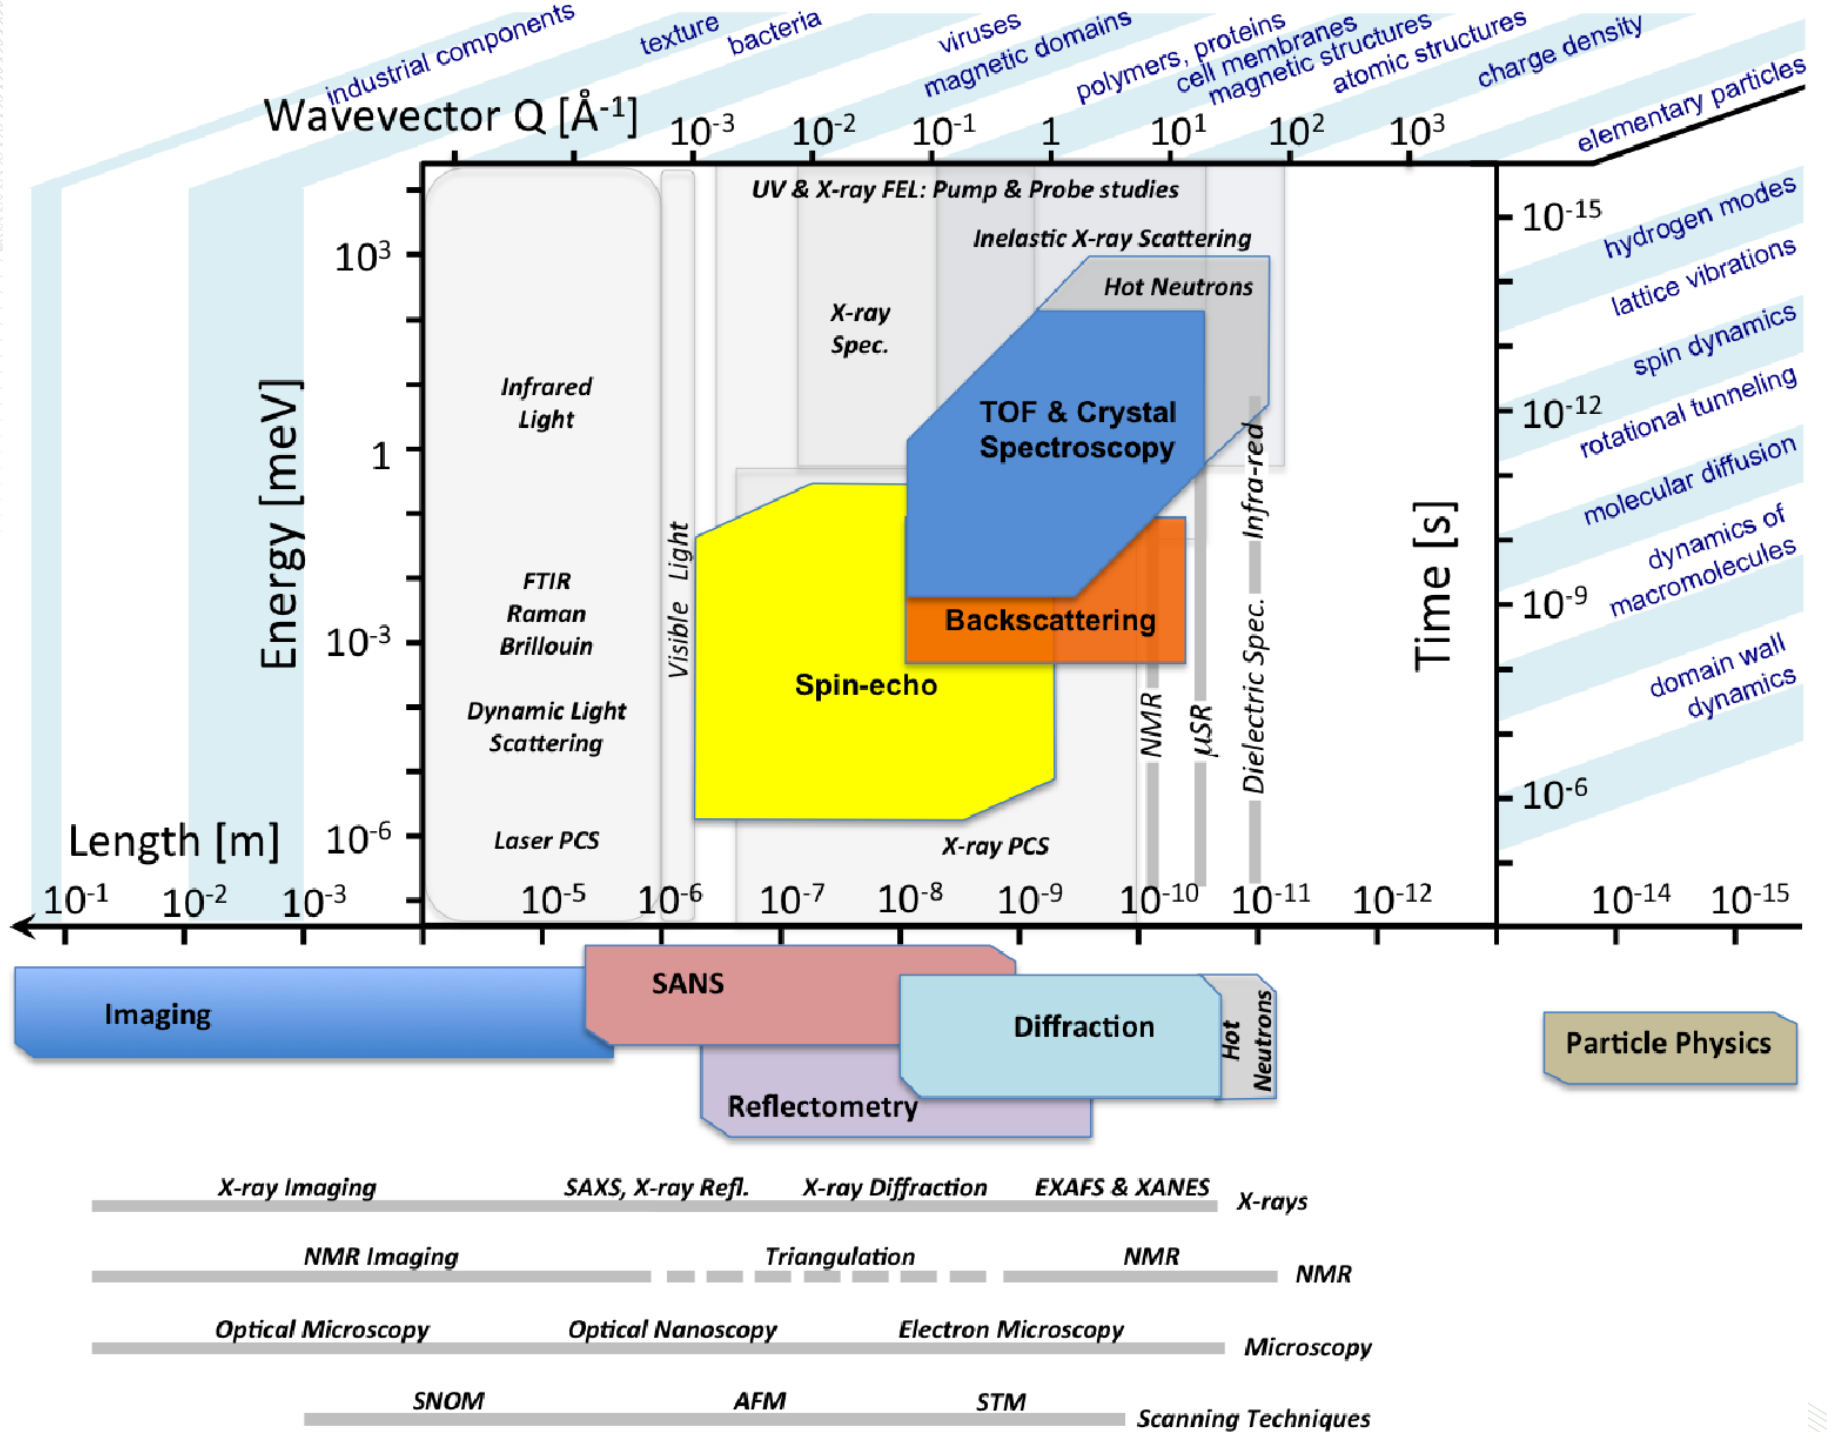 industrial components
texture
bacteria
viruses
magnetic domains
polymers, proteins
cell membranes
magnetic structures
atomic structures
charge density
elementary particles
Wavevector Q [Å-1]
10-3
10-2
10-1
1
10¹
10²
10³
UV & X-ray FEL: Pump & Probe studies
Inelastic X-ray Scattering
Hot Neutrons
X-ray
Spec.
Infrared
Light
TOF & Crystal
Spectroscopy
FTIR
Raman
Brillouin
Visible Light
Backscattering
Spin-echo
Dynamic Light
Scattering
Laser PCS
X-ray PCS
NMR
µSR
Dielectric Spec.
Infra-red
Energy [meV]
10³
1
10-3
10-6
Time [s]
10-15
10-12
10-9
10-6
hydrogen modes
lattice vibrations
spin dynamics
rotational tunneling
molecular diffusion
dynamics of
macromolecules
domain wall
dynamics
Length [m]
10-1
10-2
10-3
10-5
10-6
10-7
10-8
10-9
10-10
10-11
10-12
10-14
10-15
Imaging
SANS
Diffraction
Hot
Neutrons
Reflectometry
Particle Physics
X-ray Imaging
SAXS, X-ray Refl.
X-ray Diffraction
EXAFS & XANES
X-rays
NMR Imaging
Triangulation
NMR
NMR
Optical Microscopy
Optical Nanoscopy
Electron Microscopy
Microscopy
SNOM
AFM
STM
Scanning Techniques